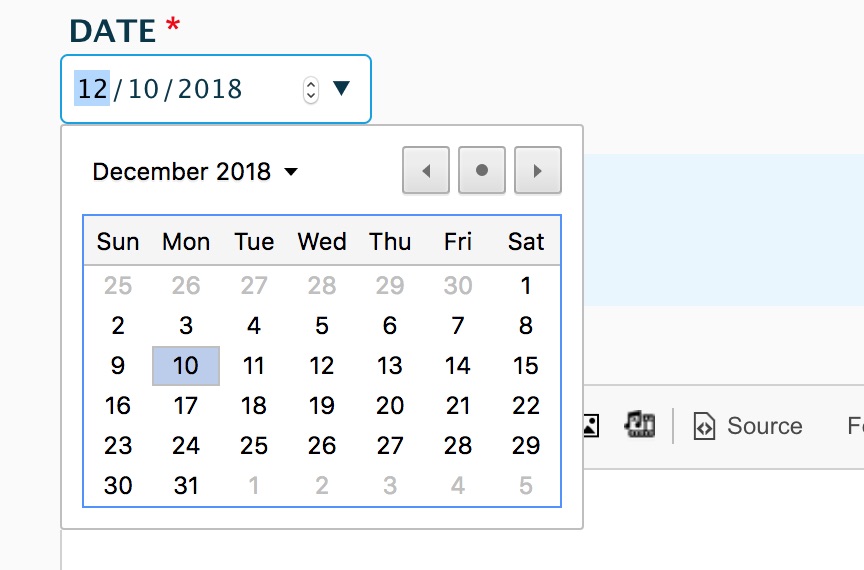 DATE *
12/10/2018
December 2018
Sun Mon Tue Wed Thu Fri Sat
25 26 27 28 29 30 1
2 3 4 5 6 7 8
9 10 11 12 13 14 15
16 17 18 19 20 21 22
23 24 25 26 27 28 29
30 31 1 2 3 4 5
Source